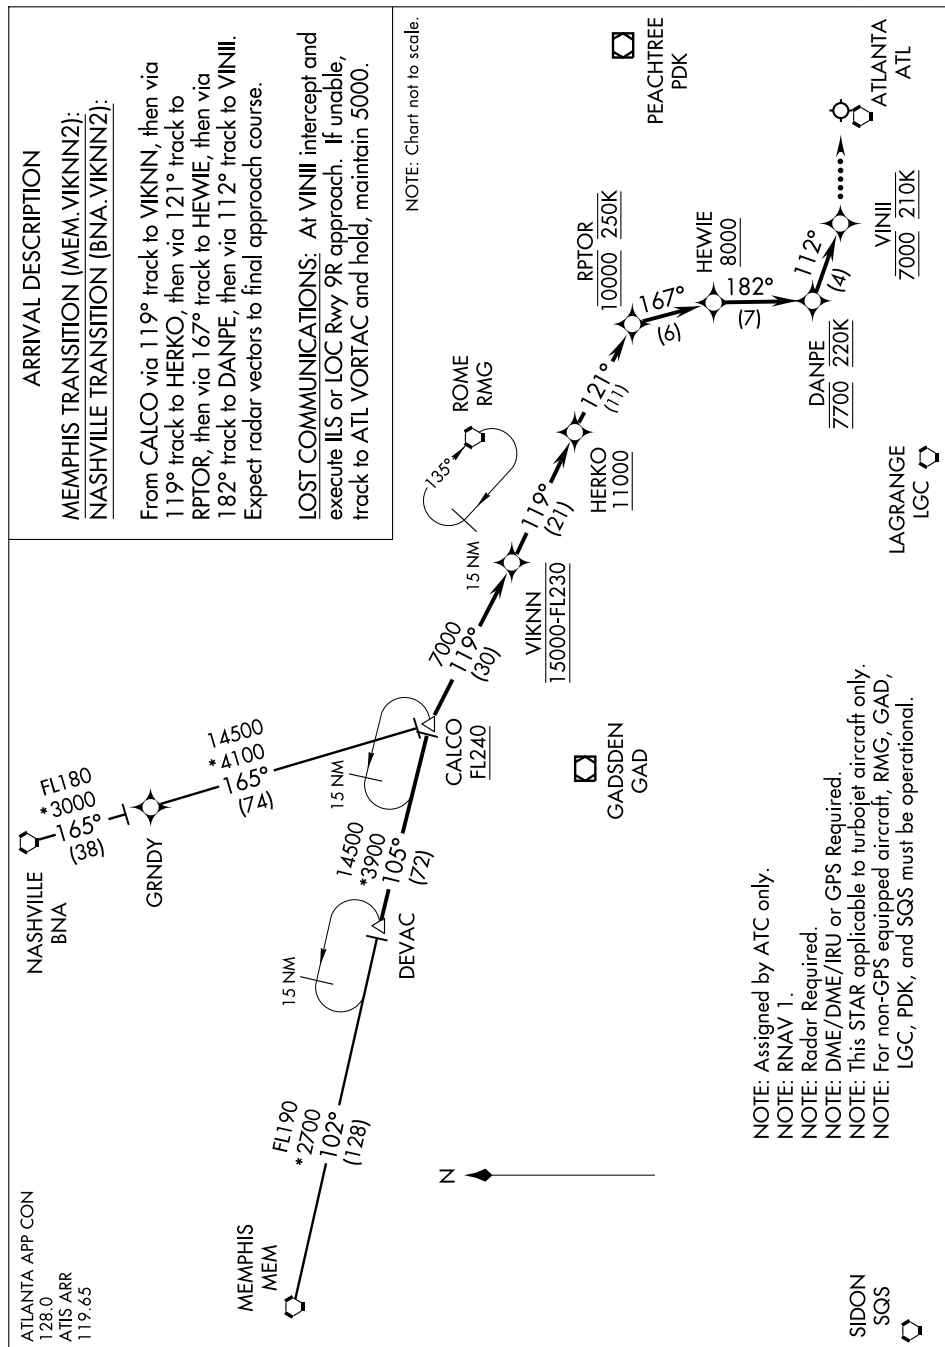 ATLANTA APP CON
128.0
ATIS ARR
119.65
ARRIVAL DESCRIPTION
MEMPHIS TRANSITION (MEM.VIKNN2):
NASHVILLE TRANSITION (BNA.VIKNN2):
From CALCO via 119° track to VIKNN, then via
119° track to HERKO, then via 121° track to
RPTOR, then via 167° track to HEWIE, then via
182° track to DANPE, then via 112° track to VINII.
Expect radar vectors to final approach course.
LOST COMMUNICATIONS: At VINII intercept and
execute ILS or LOC Rwy 9R approach. If unable,
track to ATL VORTAC and hold, maintain 5000.
NOTE: Chart not to scale.
NASHVILLE
BNA
FL180
*3000
165°
(38)
GRNDY
14500
*4100
165°
(74)
MEMPHIS
MEM
FL190
*2700
102°
(128)
15 NM
DEVAC
14500
*3900
105°
(72)
15 NM
CALCO
FL240
7000
119°
(30)
VIKNN
15000-FL230
15 NM
135°
ROME
RMG
119°
(21)
HERKO
11000
121°
(11)
RPTOR
10000 250K
167°
(6)
HEWIE
8000
182°
(7)
DANPE
7700 220K
112°
(4)
VINII
7000 210K
PEACHTREE
PDK
ATLANTA
ATL
GADSDEN
GAD
LAGRANGE
LGC
SIDON
SQS
N
NOTE: Assigned by ATC only.
NOTE: RNAV 1.
NOTE: Radar Required.
NOTE: DME/DME/IRU or GPS Required.
NOTE: This STAR applicable to turbojet aircraft only.
NOTE: For non-GPS equipped aircraft, RMG, GAD,
LGC, PDK, and SQS must be operational.